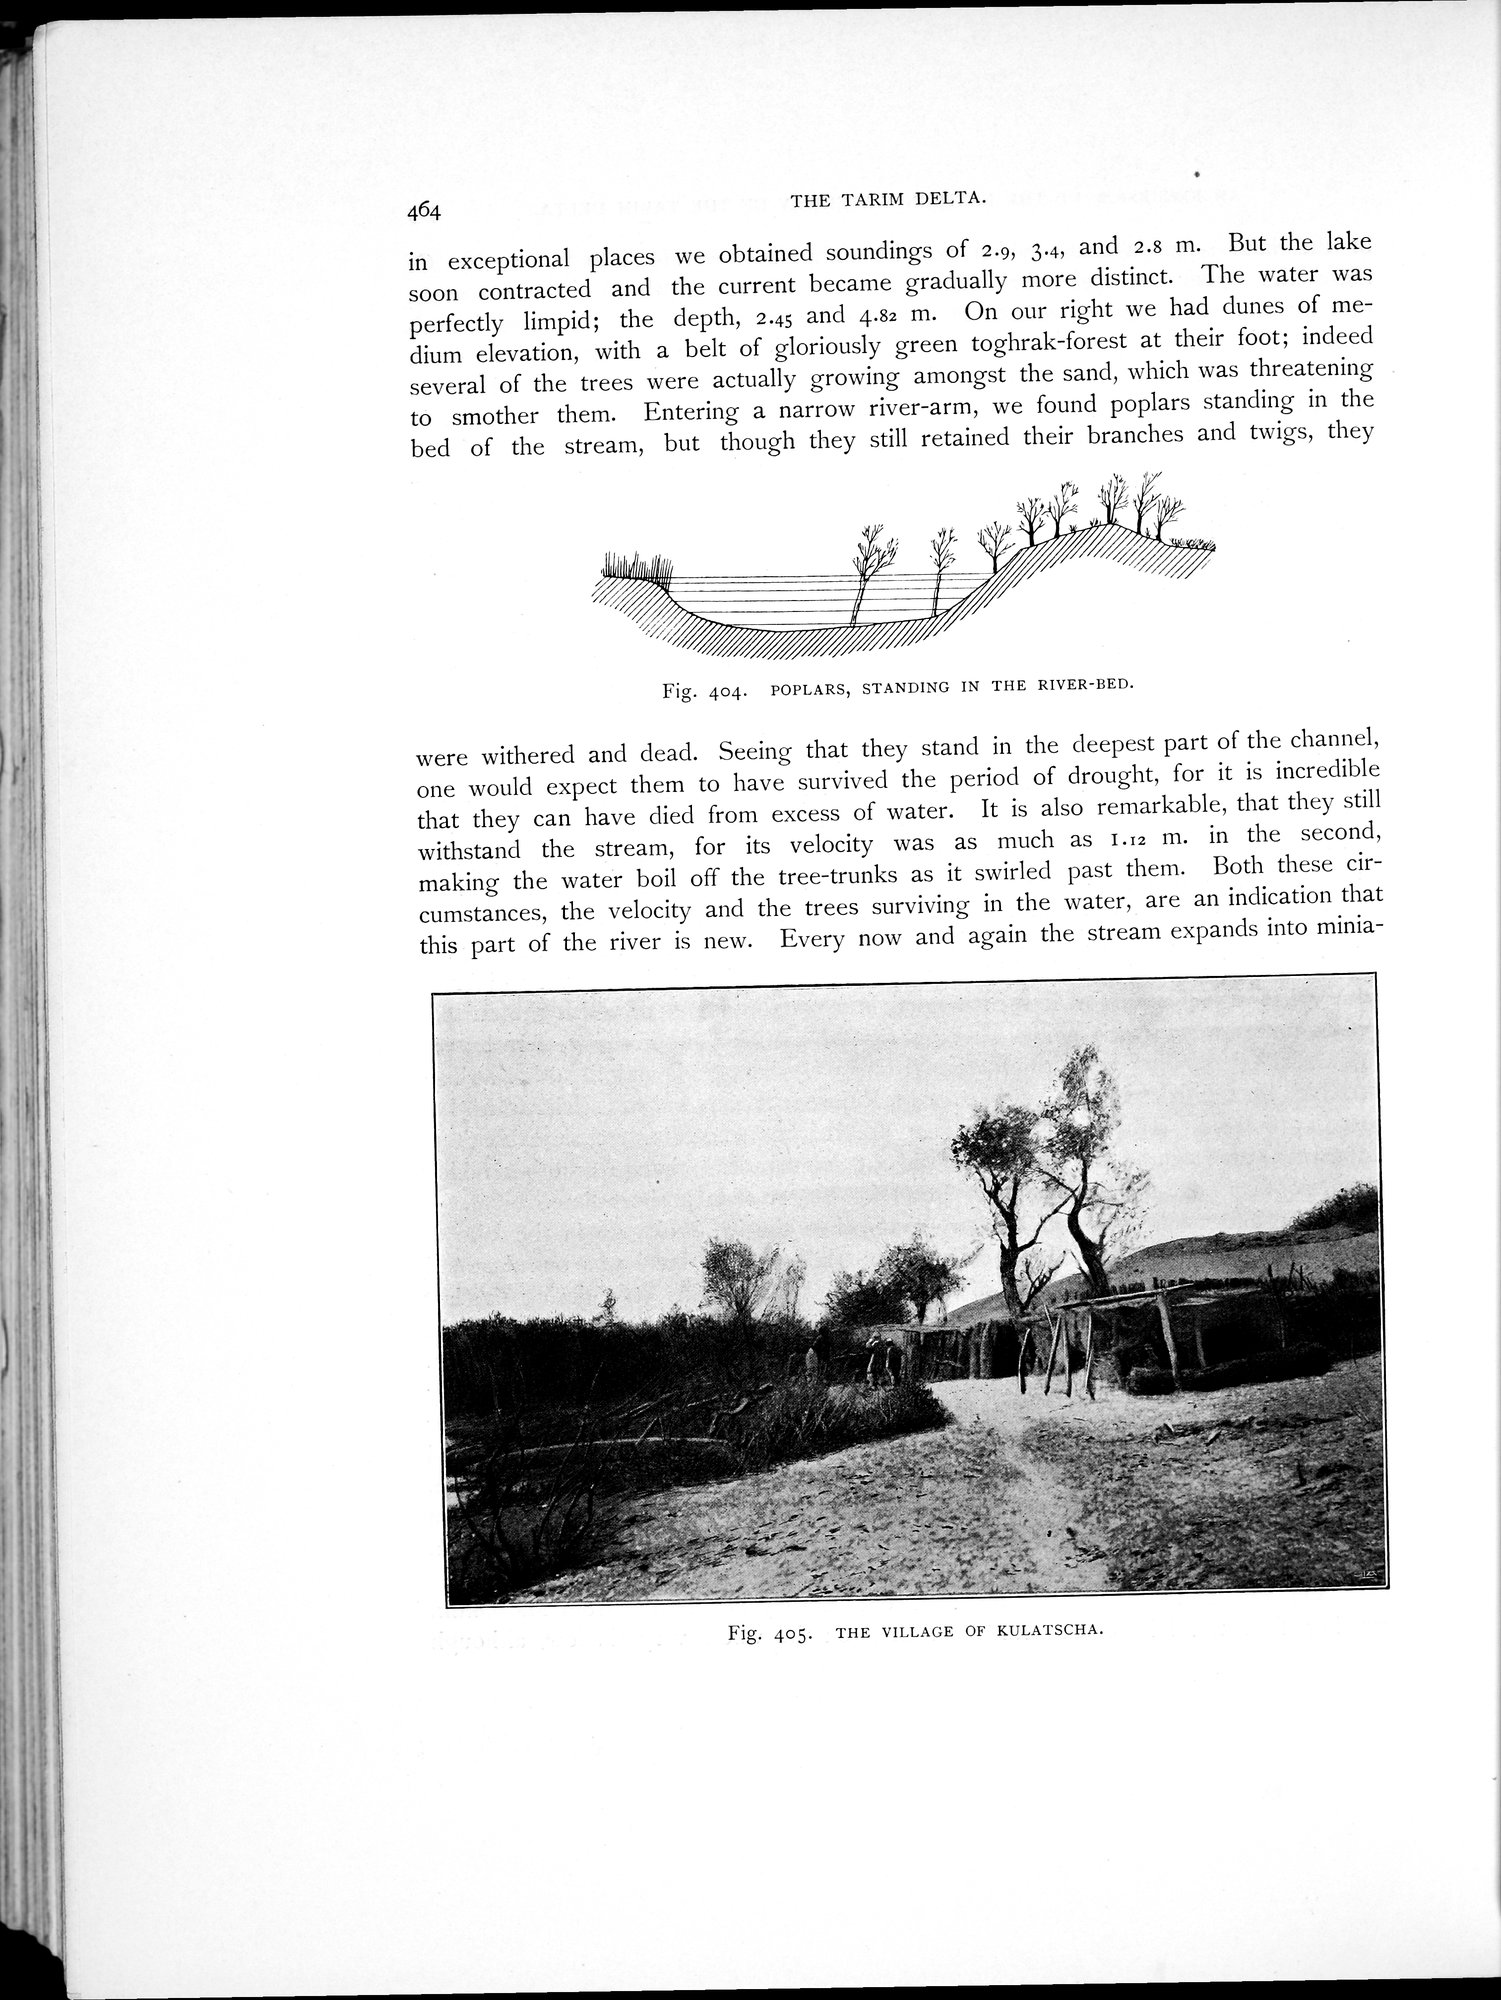 464
THE TARIM DELTA.
in exceptional places we obtained soundings of 2.9, 3.4, and 2.8 m. But the lake
soon contracted and the current became gradually more distinct. The water was
perfectly limpid; the depth, 2.45 and 4.82 m. On our right we had dunes of me-
dium elevation, with a belt of gloriously green toghrak-forest at their foot; indeed
several of the trees were actually growing amongst the sand, which was threatening
to smother them. Entering a narrow river-arm, we found poplars standing in the
bed of the stream, but though they still retained their branches and twigs, they
Fig. 404. POPLARS, STANDING IN THE RIVER-BED.
were withered and dead. Seeing that they stand in the deepest part of the channel,
one would expect them to have survived the period of drought, for it is incredible
that they can have died from excess of water. It is also remarkable, that they still
withstand the stream, for its velocity was as much as 1.12 m. in the second,
making the water boil off the tree-trunks as it swirled past them. Both these cir-
cumstances, the velocity and the trees surviving in the water, are an indication that
this part of the river is new. Every now and again the stream expands into minia-
Fig. 405. THE VILLAGE OF KULATSCHA.